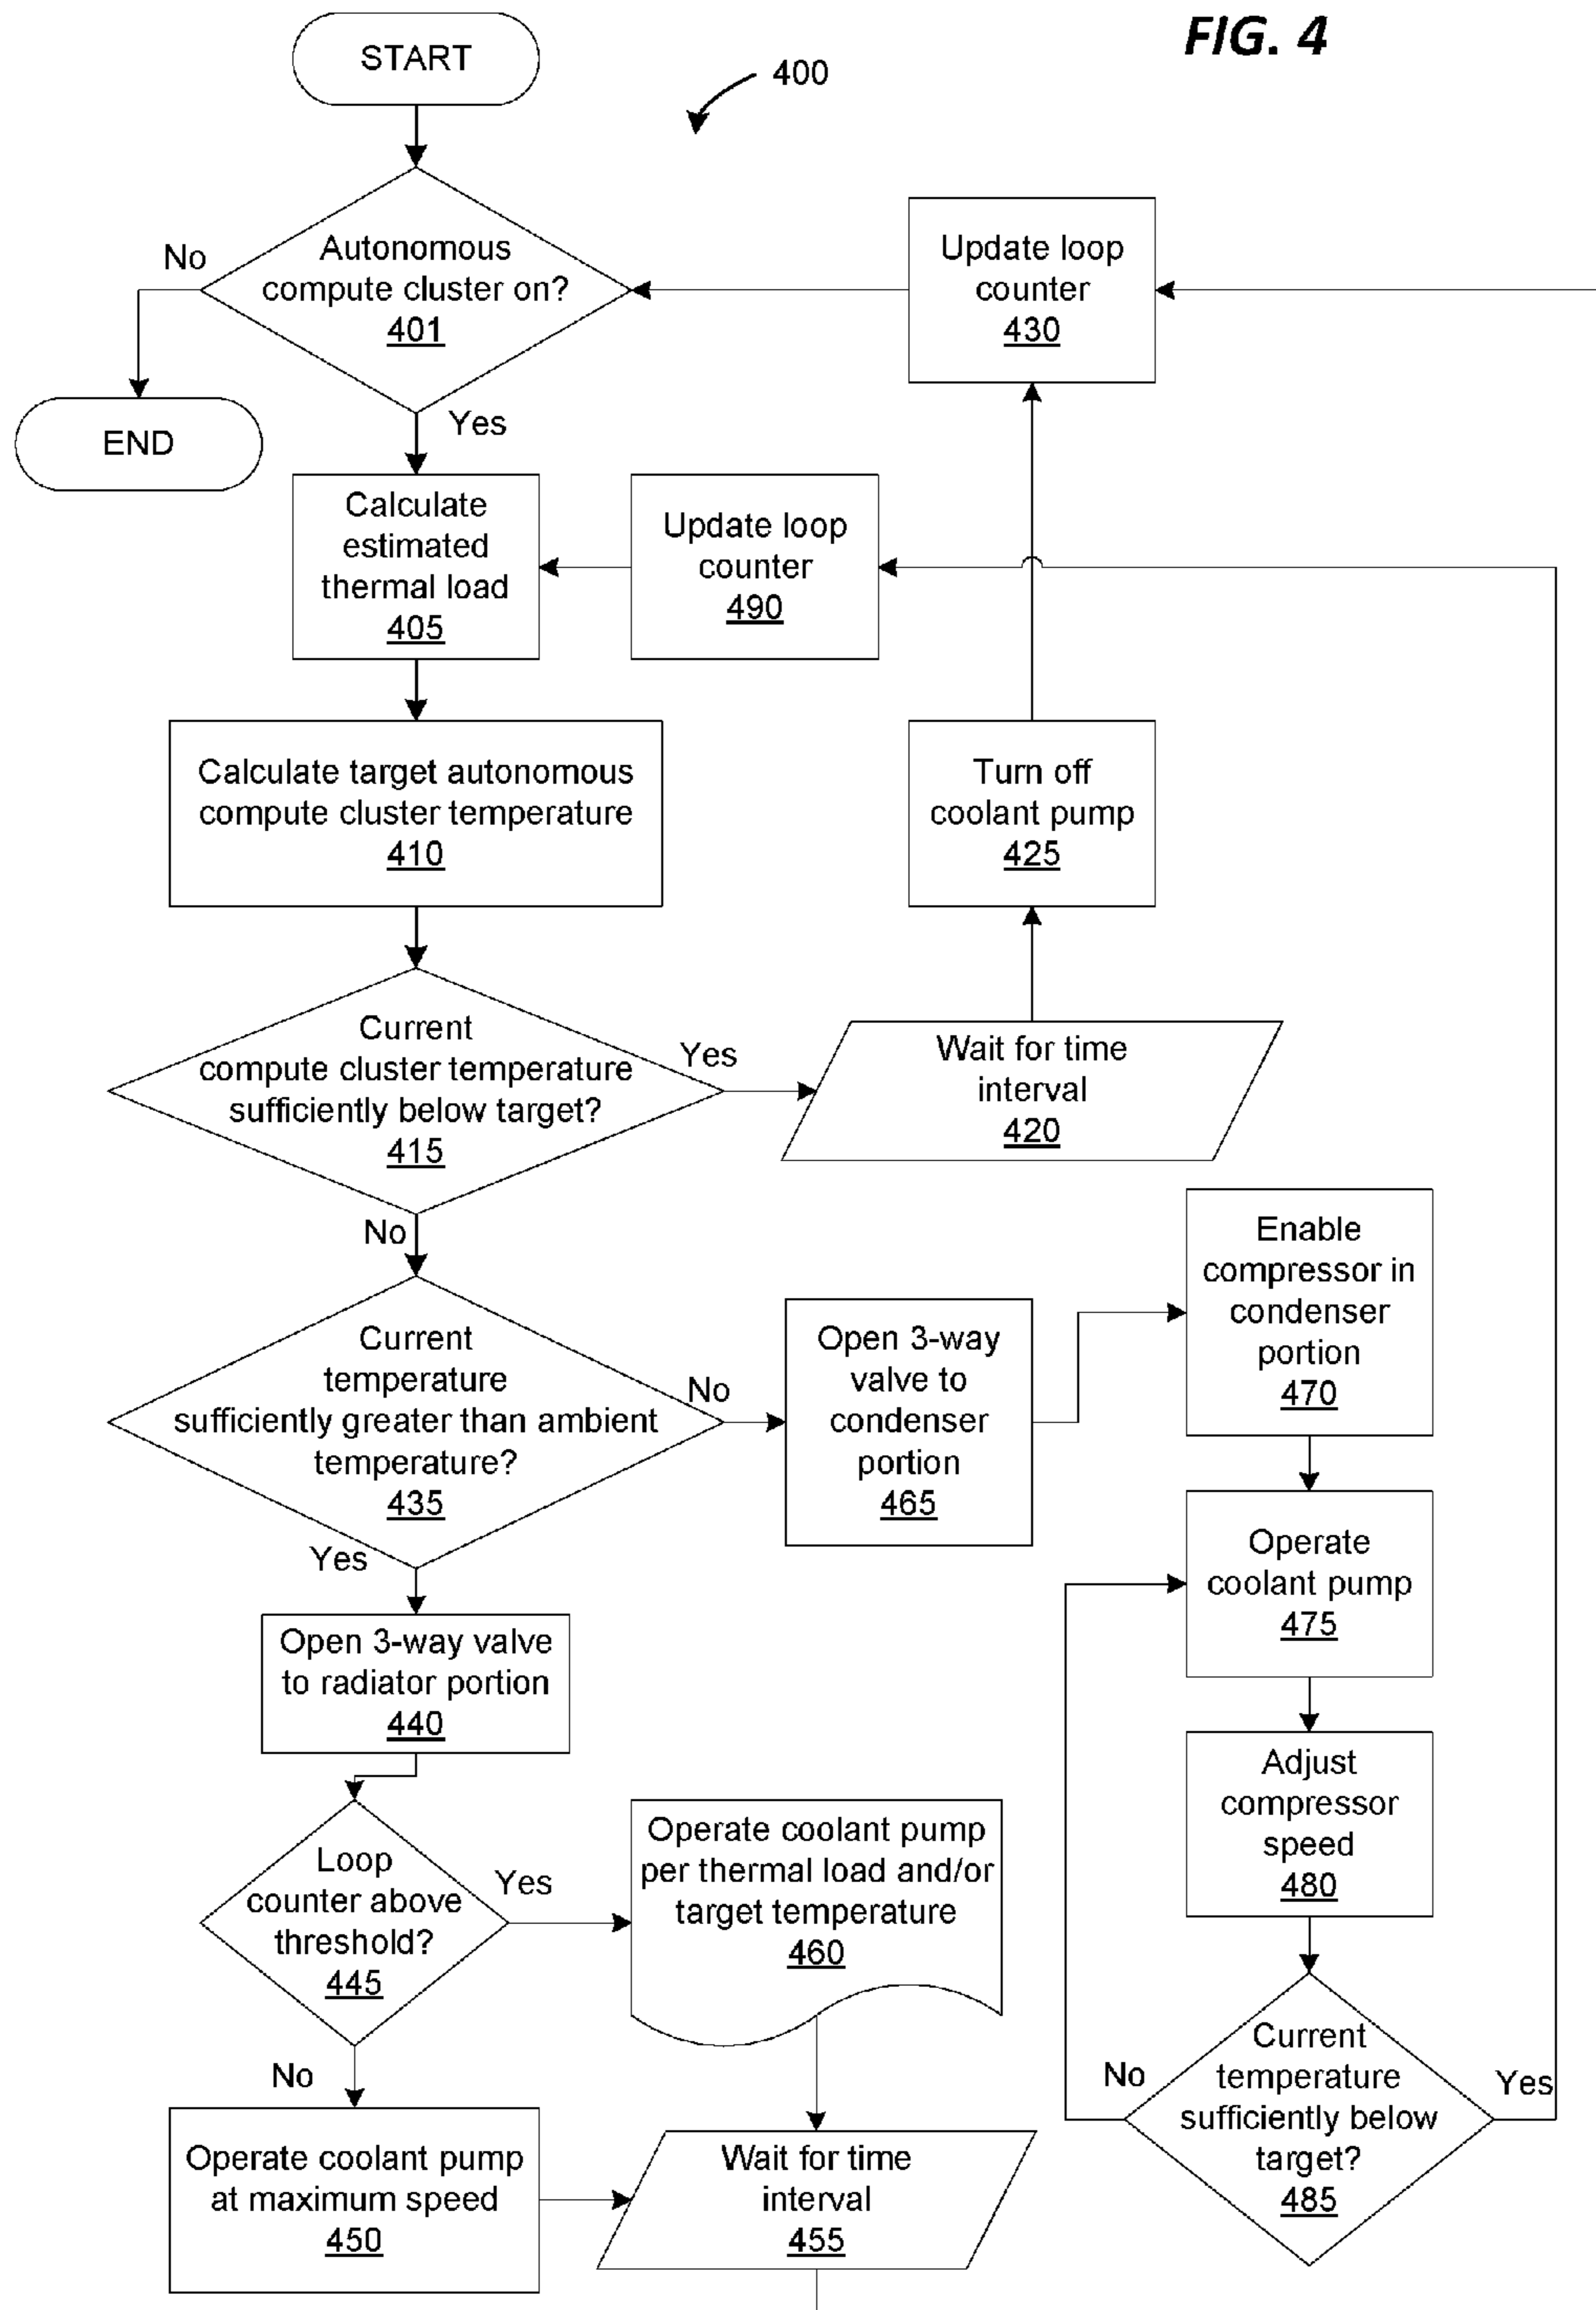 FIG. 4
START
400
Autonomous
compute cluster on?
401
No
Yes
END
Update loop
counter
430
Calculate
estimated
thermal load
405
Update loop
counter
490
Calculate target autonomous
compute cluster temperature
410
Turn off
coolant pump
425
Current
compute cluster temperature
sufficiently below target?
415
Yes
No
Wait for time
interval
420
Current
temperature
sufficiently greater than ambient
temperature?
435
No
Yes
Open 3-way
valve to
condenser
portion
465
Enable
compressor in
condenser
portion
470
Operate
coolant pump
475
Open 3-way valve
to radiator portion
440
Adjust
compressor
speed
480
Loop
counter above
threshold?
445
Yes
No
Operate coolant pump
per thermal load and/or
target temperature
460
Current
temperature
sufficiently below
target?
485
No
Yes
Operate coolant pump
at maximum speed
450
Wait for time
interval
455